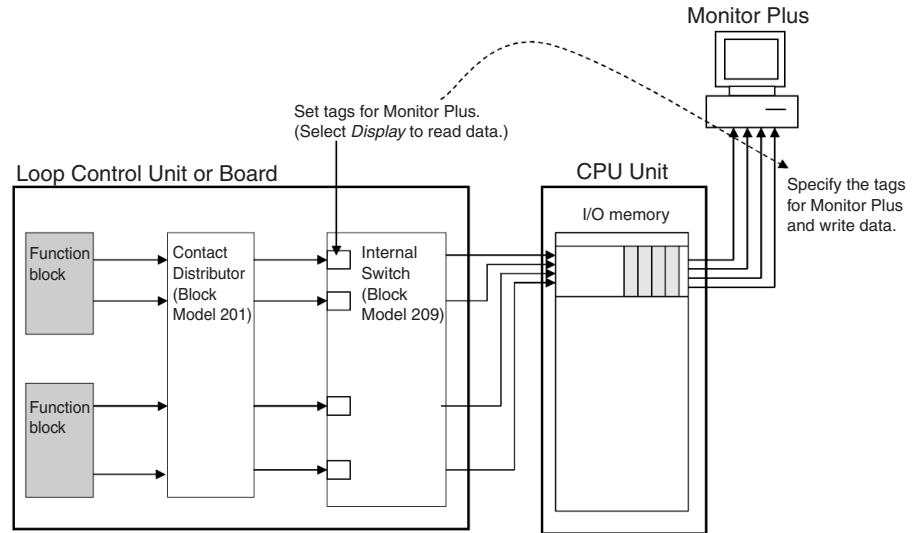 Monitor Plus
Set tags for Monitor Plus.
(Select Display to read data.)
Loop Control Unit or Board
CPU Unit
Specify the tags
for Monitor Plus
and write data.
I/O memory
Function
block
Contact
Distributor
(Block
Model 201)
Internal
Switch
(Block
Model 209)
Function
block